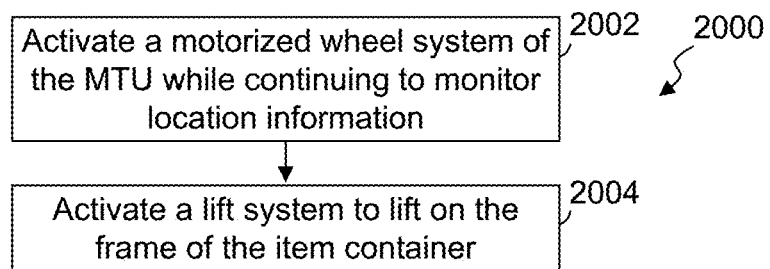 Activate a motorized wheel system of
the MTU while continuing to monitor
location information
2002
2000
Activate a lift system to lift on the
frame of the item container
2004